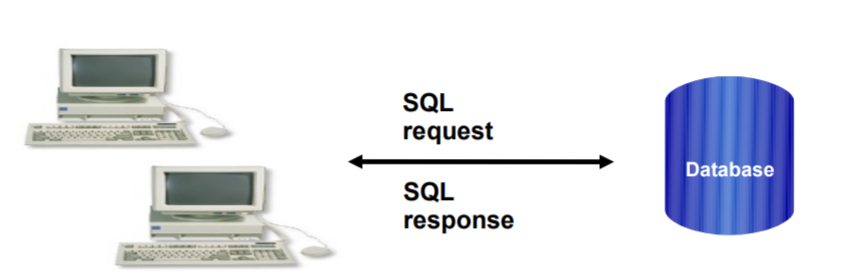 SQL
request
SQL
response
Database